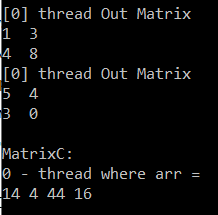 [0] thread Out Matrix
1 3
4 8
[0] thread Out Matrix
5 4
3 0
MatrixC:
0 - thread where arr =
14 4 44 16